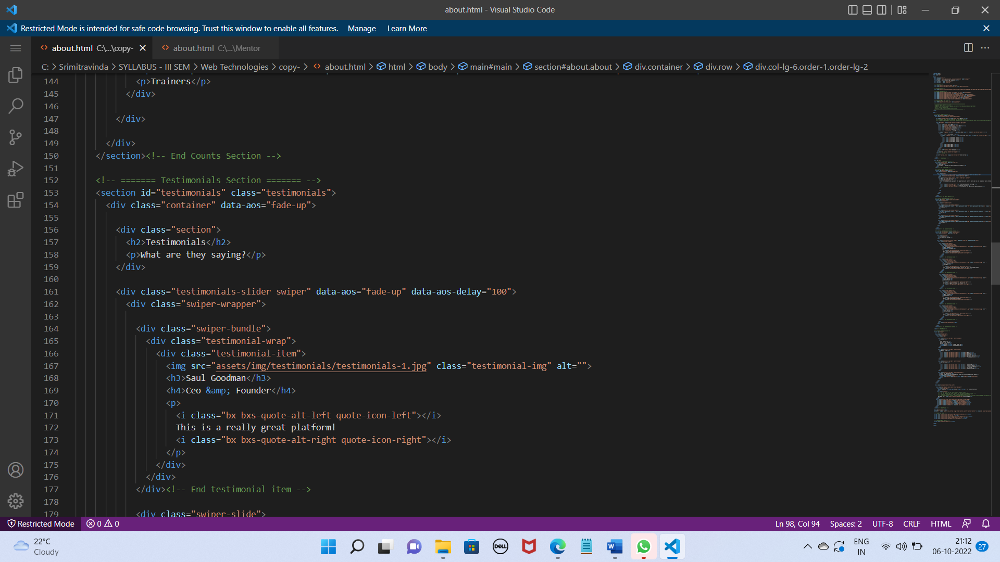 about.html - Visual Studio Code
Restricted Mode is intended for safe code browsing. Trust this window to enable all features. Manage Learn More
about.html C:\...\copy- about.html C:\...\Mentor
C: > Srimitravinda > SYLLABUS - III SEM > Web Technologies > copy- > about.html > html > body > main#main > section#about.about > div.container > div.row > div.col-lg-6.order-1.order-lg-2
144 <p>Trainers</p>
145 </div>
146
147 </div>
148
149 </div>
150 </section><!-- End Counts Section -->
151
152 <!-- ======= Testimonials Section ======= -->
153 <section id="testimonials" class="testimonials">
154 <div class="container" data-aos="fade-up">
155
156 <div class="section">
157 <h2>Testimonials</h2>
158 <p>What are they saying?</p>
159 </div>
160
161 <div class="testimonials-slider swiper" data-aos="fade-up" data-aos-delay="100">
162 <div class="swiper-wrapper">
163
164 <div class="swiper-bundle">
165 <div class="testimonial-wrap">
166 <div class="testimonial-item">
167 <img src="assets/img/testimonials/testimonials-1.jpg" class="testimonial-img" alt="">
168 <h3>Saul Goodman</h3>
169 <h4>Ceo &amp; Founder</h4>
170 <p>
171 <i class="bx bxs-quote-alt-left quote-icon-left"></i>
172 This is a really great platform!
173 <i class="bx bxs-quote-alt-right quote-icon-right"></i>
174 </p>
175 </div>
176 </div>
177 </div><!-- End testimonial item -->
178
179 <div class="swiper-slide">
Restricted Mode 0 0 Ln 98, Col 94 Spaces: 2 UTF-8 CRLF HTML
22°C
Cloudy
DELL
W
ENG
IN
21:12
06-10-2022
27